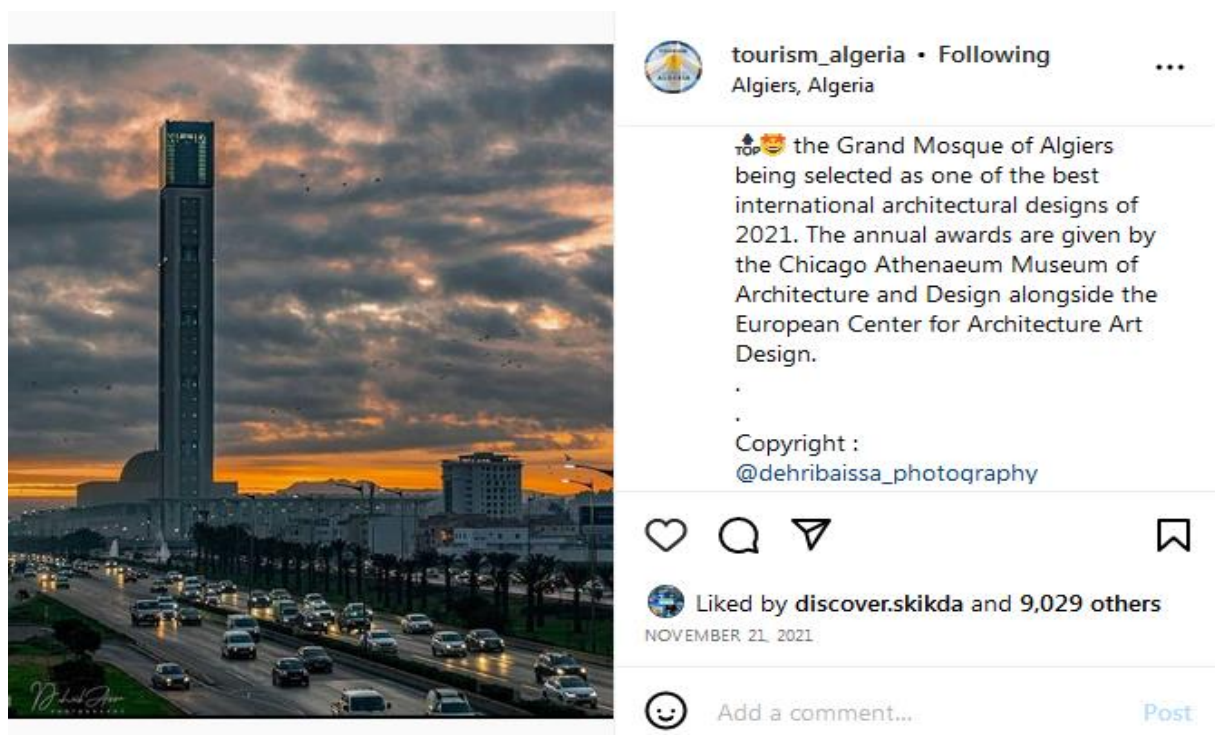 tourism_algeria • Following
Algiers, Algeria
TOP 🤩 the Grand Mosque of Algiers
being selected as one of the best
international architectural designs of
2021. The annual awards are given by
the Chicago Athenaeum Museum of
Architecture and Design alongside the
European Center for Architecture Art
Design.
.
.
Copyright :
@dehribaissa_photography
Liked by discover.skikda and 9,029 others
NOVEMBER 21, 2021
Add a comment...
Post
PHOTOGRAPHY